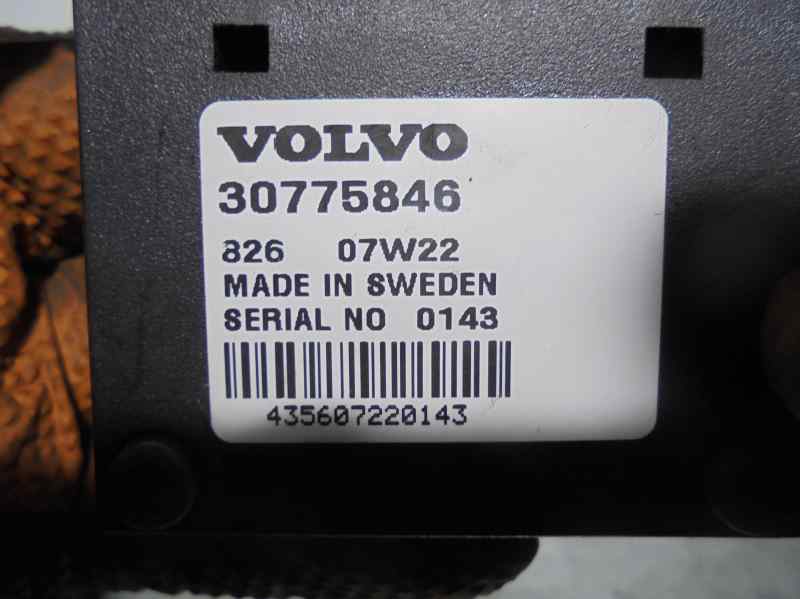 VOLVO
30775846
826 07W22
MADE IN SWEDEN
SERIAL NO 0143
435607220143